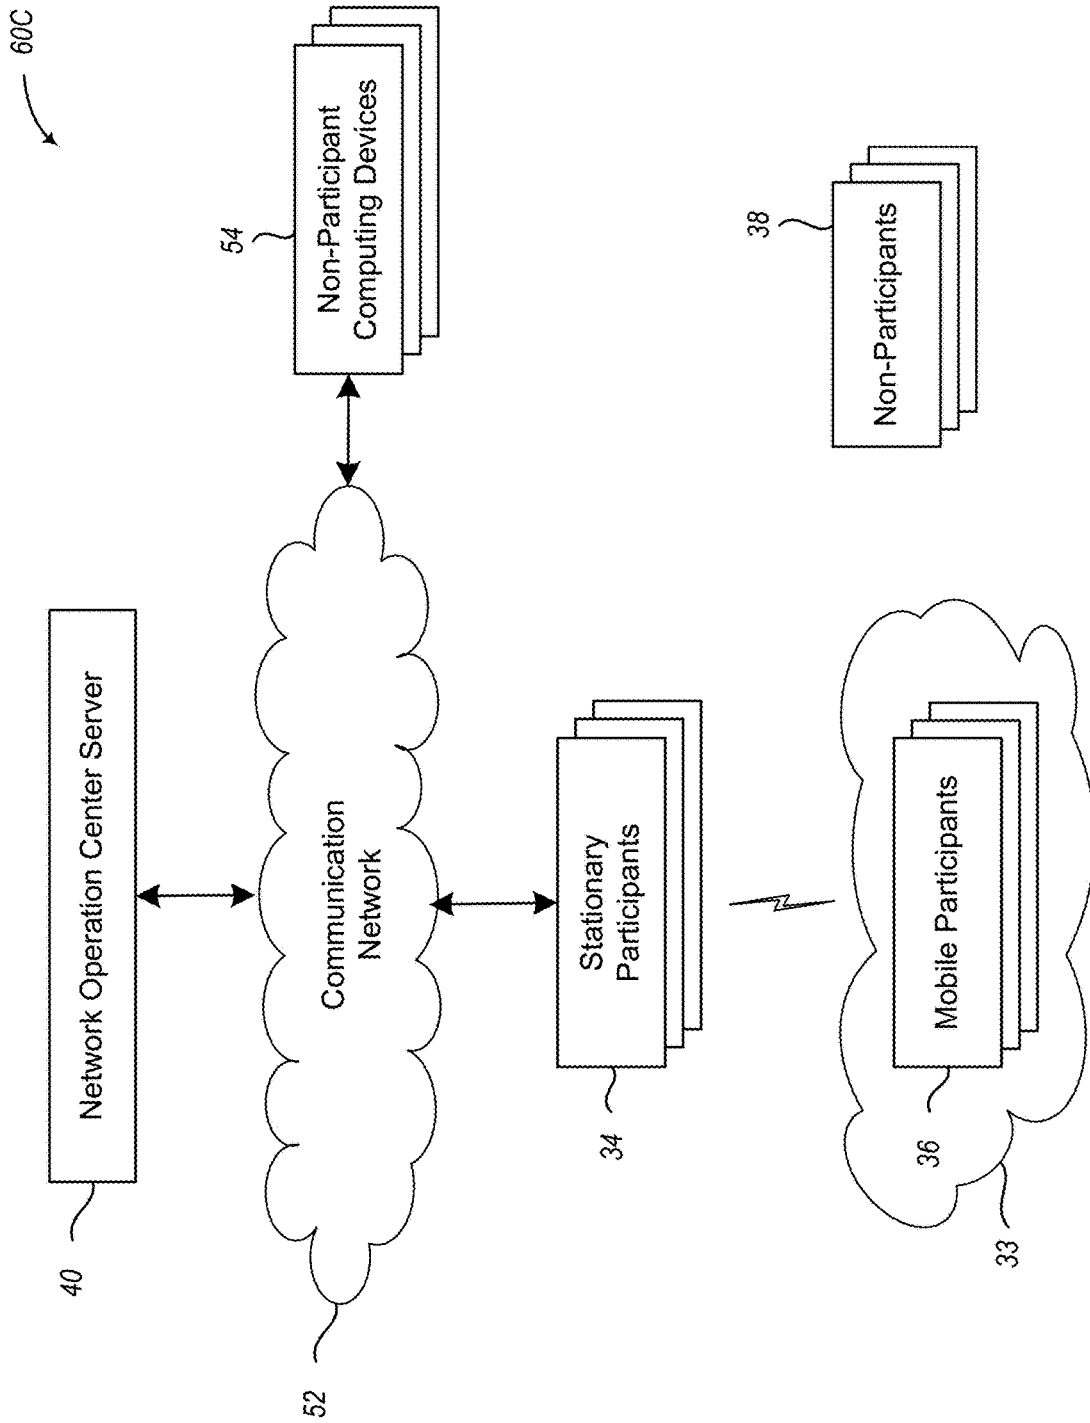 60C
Network Operation Center Server
40
Communication
Network
52
Non-Participant
Computing Devices
54
Stationary
Participants
34
Non-Participants
38
Mobile Participants
36
33